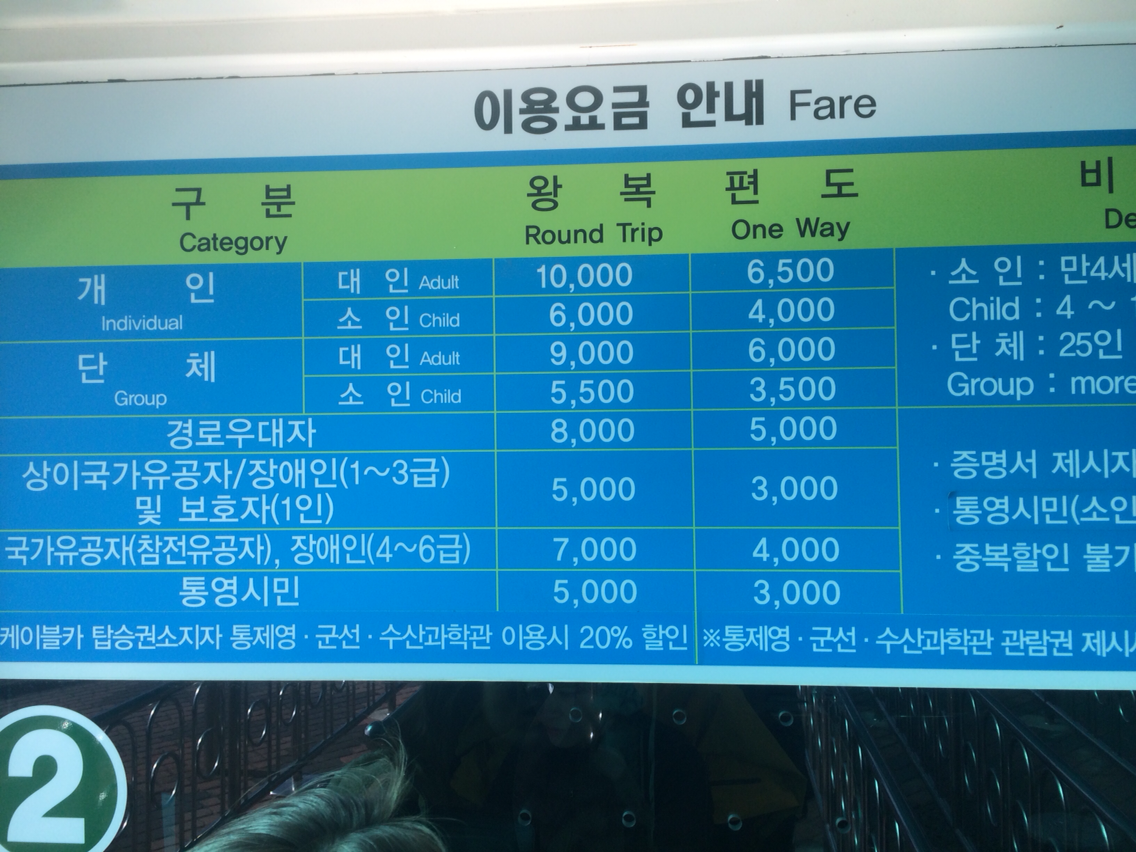 이용요금 안내 Fare
구 분 왕 복 편 도 비
Category Round Trip One Way
개 인 대 인 Adult 10,000 6,500
Individual 소 인 Child 6,000 4,000
단 체 대 인 Adult 9,000 6,000
Group 소 인 Child 5,500 3,500
경로우대자 8,000 5,000
상이국가유공자/장애인(1~3급)
및 보호자(1인) 5,000 3,000
국가유공자(참전유공자), 장애인(4~6급) 7,000 4,000
통영시민 5,000 3,000
· 소 인 : 만4세
Child : 4 ~
· 단 체 : 25인
Group : more
· 증명서 제시자
· 통영시민(소인
· 중복할인 불가
케이블카 탑승권소지자 통제영 · 군선 · 수산과학관 이용시 20% 할인 ※통제영 · 군선 · 수산과학관 관람권 제시
2